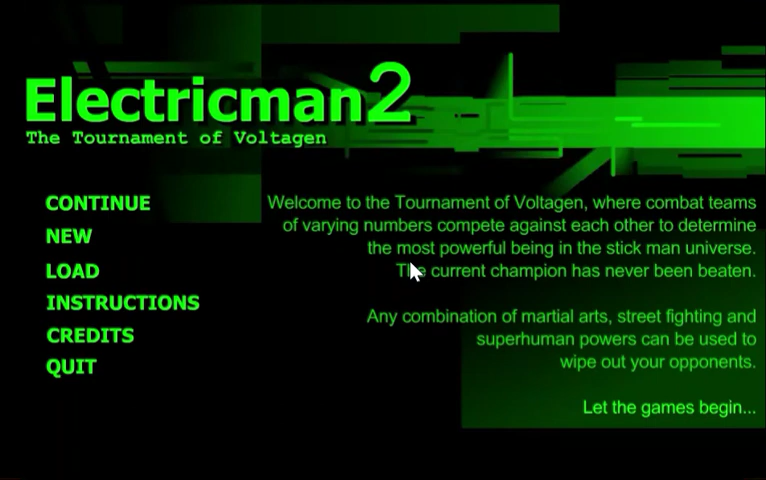 Electricman2
The Tournament of Voltagen
CONTINUE
NEW
LOAD
INSTRUCTIONS
CREDITS
QUIT
Welcome to the Tournament of Voltagen, where combat teams
of varying numbers compete against each other to determine
the most powerful being in the stick man universe.
The current champion has never been beaten.
Any combination of martial arts, street fighting and
superhuman powers can be used to
wipe out your opponents.
Let the games begin...